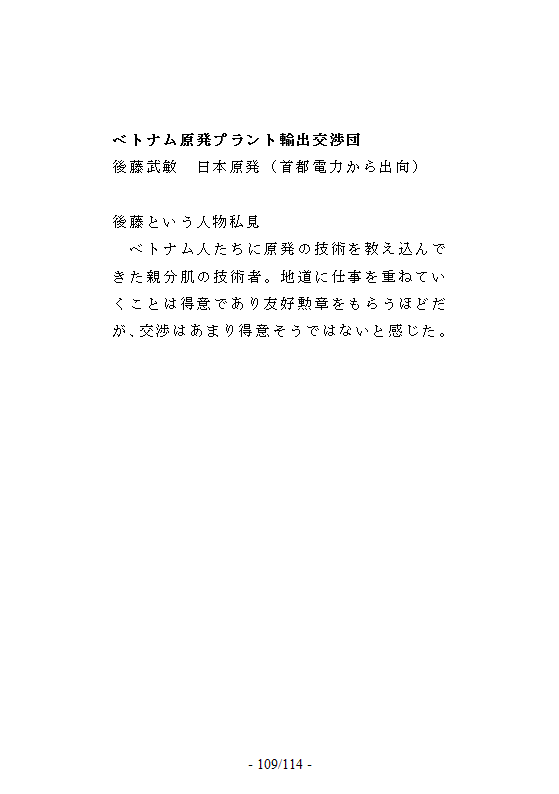 ベトナム原発プラント輸出交渉団
後藤武敏　日本原発（首都電力から出向）
後藤という人物私見
　ベトナム人たちに原発の技術を教え込んで
きた親分肌の技術者。地道に仕事を重ねてい
くことは得意であり友好勲章をもらうほどだ
が、交渉はあまり得意そうではないと感じた。
- 109/114 -